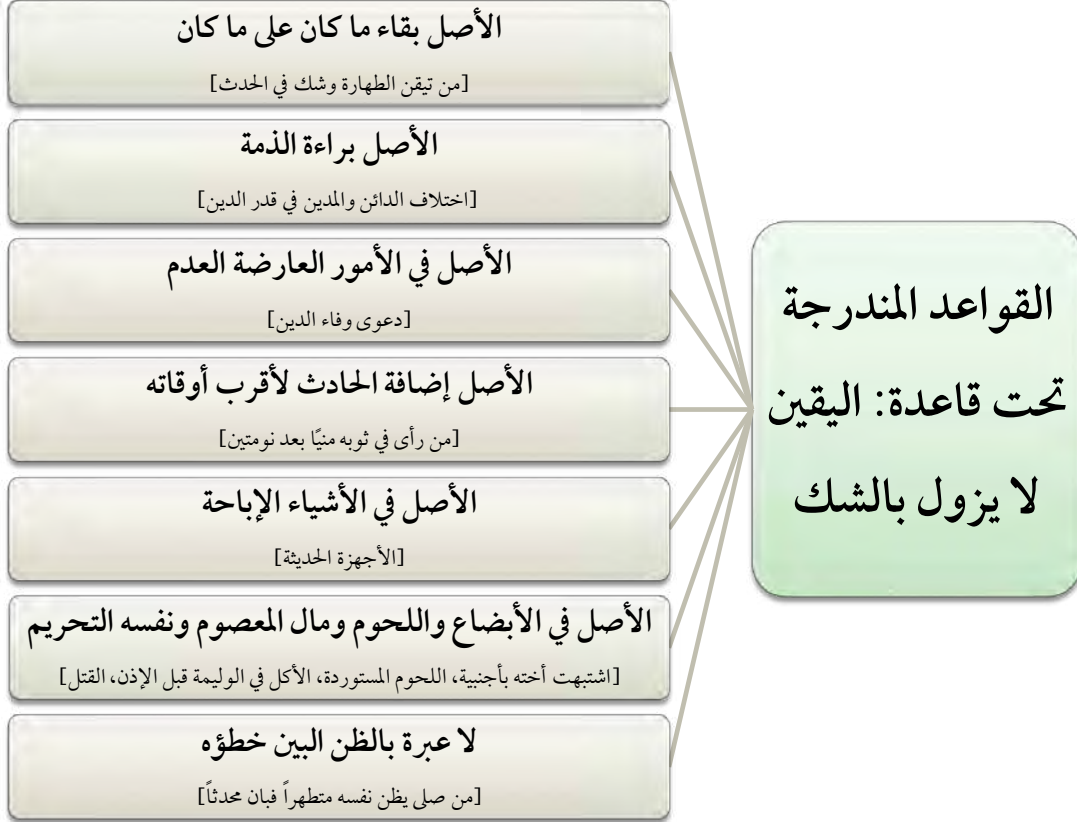 القواعد المندرجة
تحت قاعدة: اليقين
لا يزول بالشك
الأصل بقاء ما كان على ما كان
[من تيقن الطهارة وشك في الحدث]
الأصل براءة الذمة
[اختلاف الدائن والمدين في قدر الدين]
الأصل في الأمور العارضة العدم
[دعوى وفاء الدين]
الأصل إضافة الحادث لأقرب أوقاته
[من رأى في ثوبه منيًا بعد نومتين]
الأصل في الأشياء الإباحة
[الأجهزة الحديثة]
الأصل في الأبضاع واللحوم ومال المعصوم ونفسه التحريم
[اشتبهت أخته بأجنبية، اللحوم المستوردة، الأكل في الوليمة قبل الإذن، القتل]
لا عبرة بالظن البين خطؤه
[من صلى يظن نفسه متطهراً فبان محدثاً]